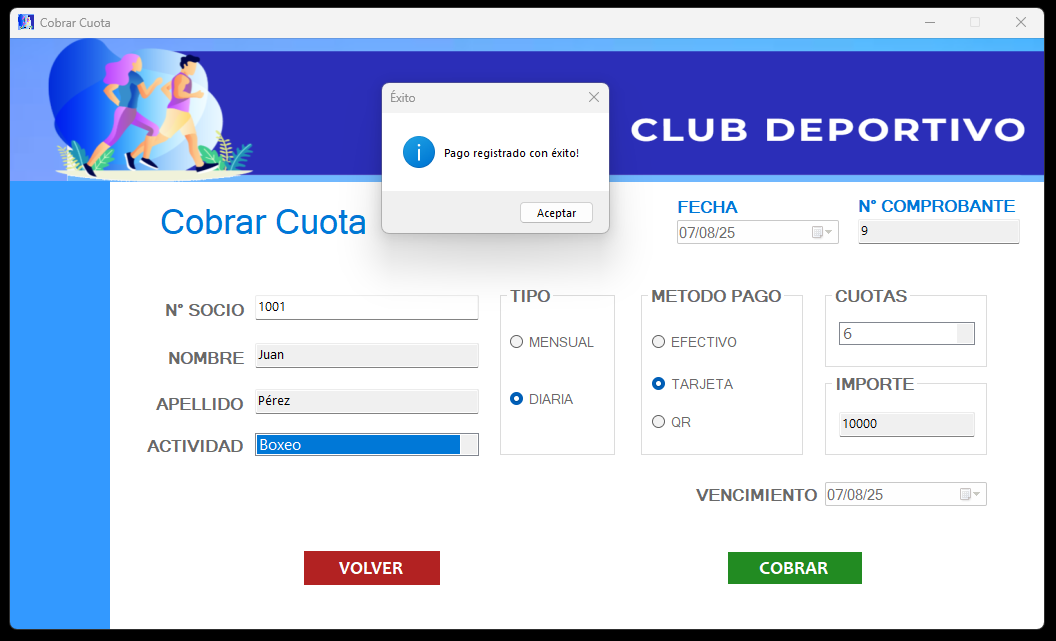 Cobrar Cuota
Éxito
Pago registrado con éxito!
Aceptar
CLUB DEPORTIVO
Cobrar Cuota
FECHA
07/08/25
N° COMPROBANTE
9
N° SOCIO
1001
NOMBRE
Juan
APELLIDO
Pérez
ACTIVIDAD
Boxeo
TIPO
MENSUAL
DIARIA
METODO PAGO
EFECTIVO
TARJETA
QR
CUOTAS
6
IMPORTE
10000
VENCIMIENTO
07/08/25
VOLVER
COBRAR